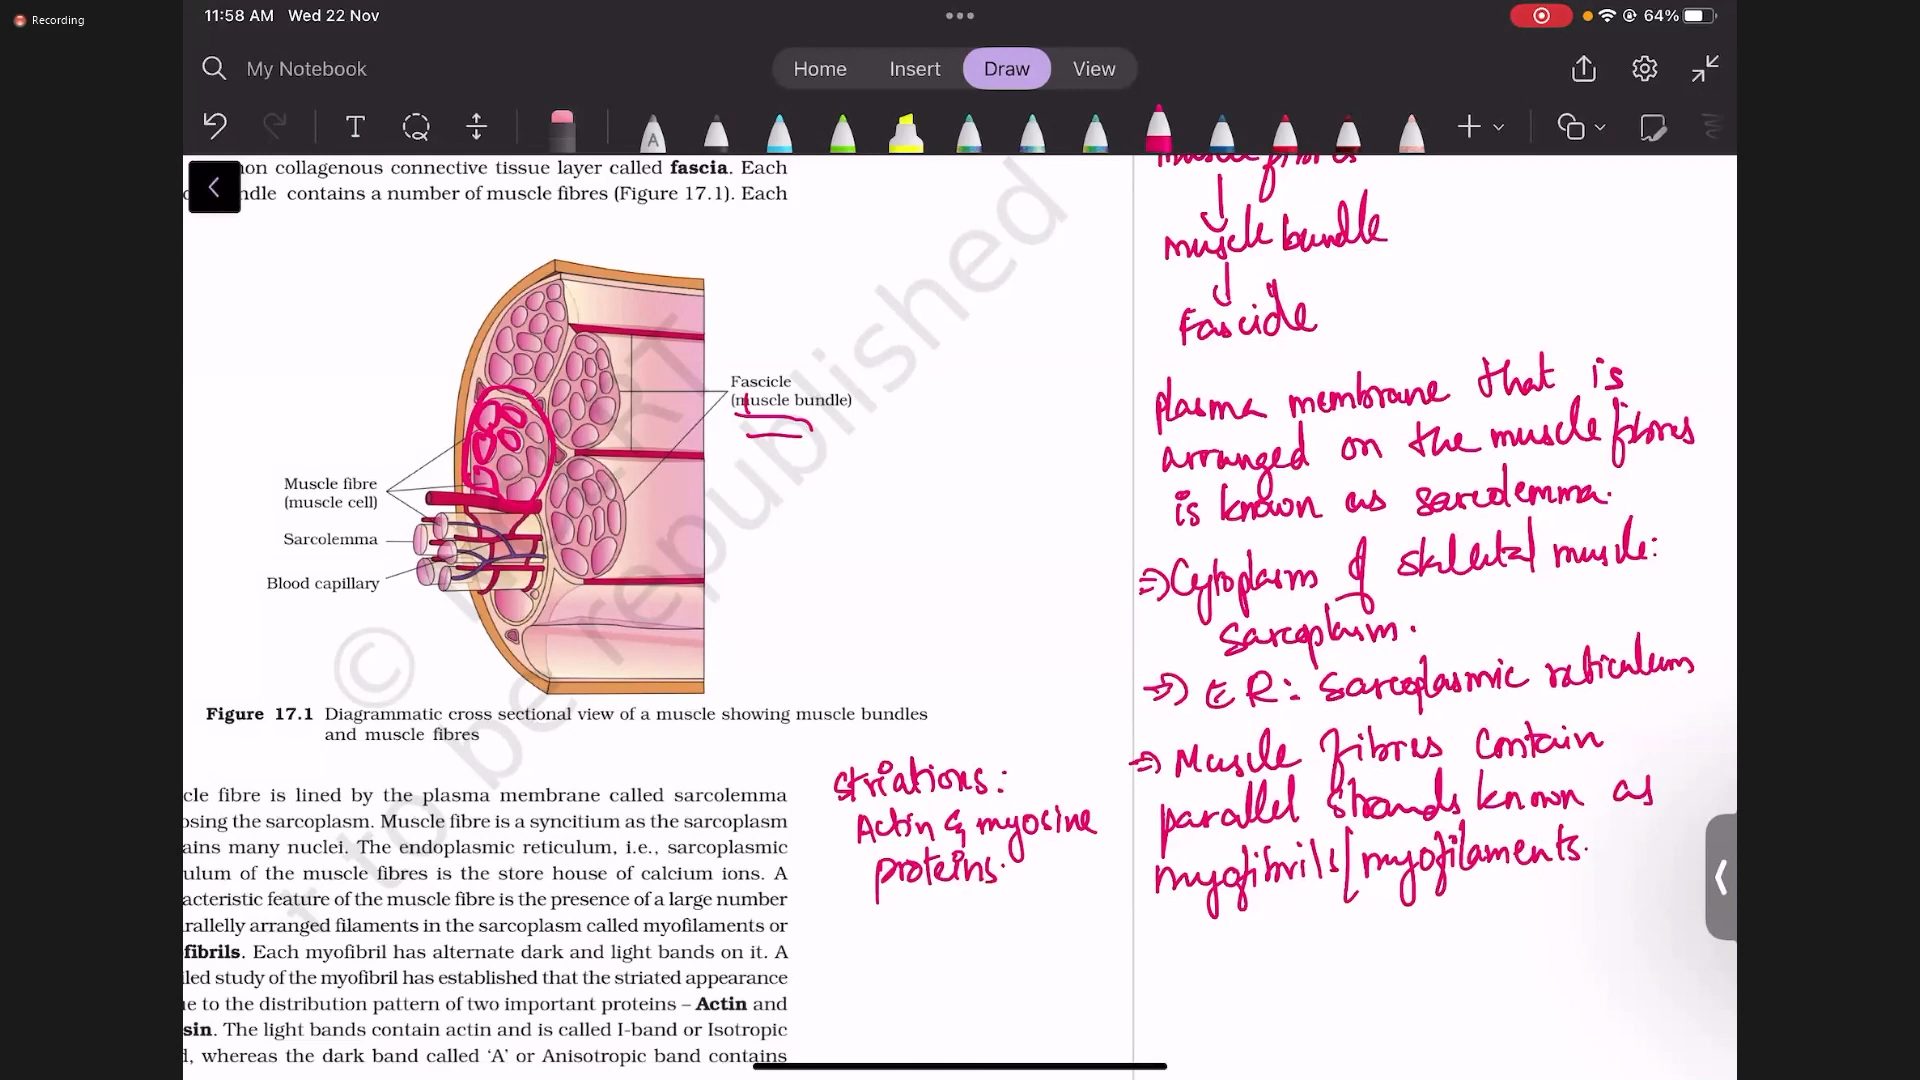 Recording
11:58 AM Wed 22 Nov
64%
My Notebook
Home Insert Draw View
T
A
non collagenous connective tissue layer called fascia. Each
ndle contains a number of muscle fibres (Figure 17.1). Each
Fascicle
(muscle bundle)
Muscle fibre
(muscle cell)
Sarcolemma
Blood capillary
Figure 17.1 Diagrammatic cross sectional view of a muscle showing muscle bundles
and muscle fibres
cle fibre is lined by the plasma membrane called sarcolemma
osing the sarcoplasm. Muscle fibre is a syncitium as the sarcoplasm
ains many nuclei. The endoplasmic reticulum, i.e., sarcoplasmic
ulum of the muscle fibres is the store house of calcium ions. A
acteristic feature of the muscle fibre is the presence of a large number
rallelly arranged filaments in the sarcoplasm called myofilaments or
fibrils. Each myofibril has alternate dark and light bands on it. A
iled study of the myofibril has established that the striated appearance
ue to the distribution pattern of two important proteins – Actin and
sin. The light bands contain actin and is called I-band or Isotropic
d, whereas the dark band called ‘A’ or Anisotropic band contains
striations:
Actin & myosine
proteins.
muscle fibres
muscle bundle
Fascicle
plasma membrane that is
arranged on the muscle fibres
is known as sarcolemma.
⇒ Cytoplasm of skeletal muscle:
Sarcoplasm.
⇒ ER: Sarcoplasmic reticulum
⇒ Muscle fibres contain
parallel strands known as
myofibrils/myofilaments.
©
to be republished